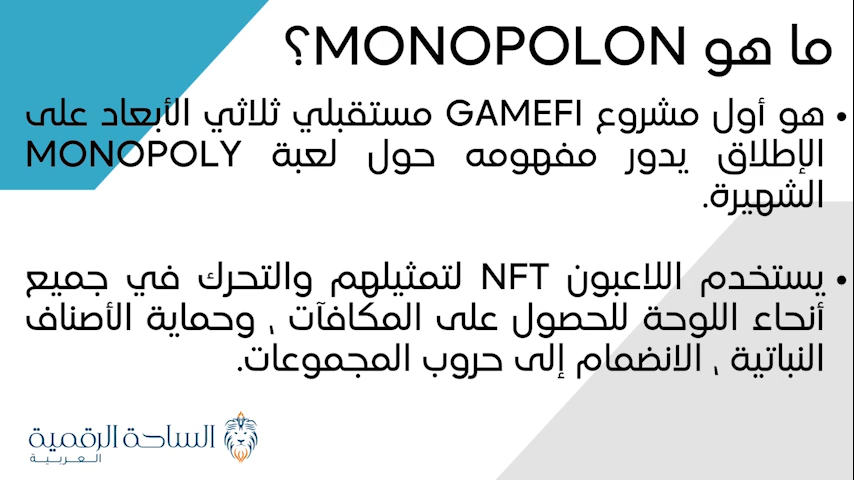 ما هو MONOPOLON؟
• هو أول مشروع GAMEFI مستقبلي ثلاثي الأبعاد على
الإطلاق يدور مفهومه حول لعبة MONOPOLY
الشهيرة.
• يستخدم اللاعبون NFT لتمثيلهم والتحرك في جميع
أنحاء اللوحة للحصول على المكافآت ، وحماية الأصناف
النباتية ، الانضمام إلى حروب المجموعات.
الساحة الرقمية
العربية